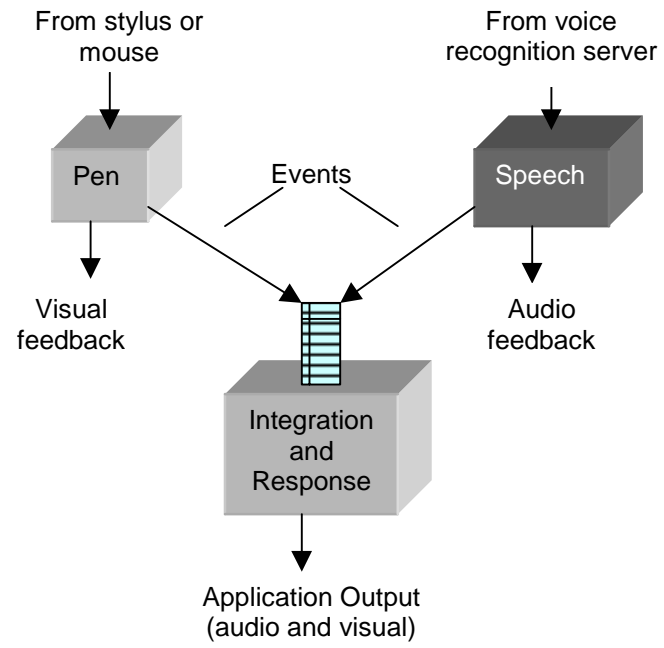 From stylus or
mouse
From voice
recognition server
Pen
Events
Speech
Visual
feedback
Audio
feedback
Integration
and
Response
Application Output
(audio and visual)